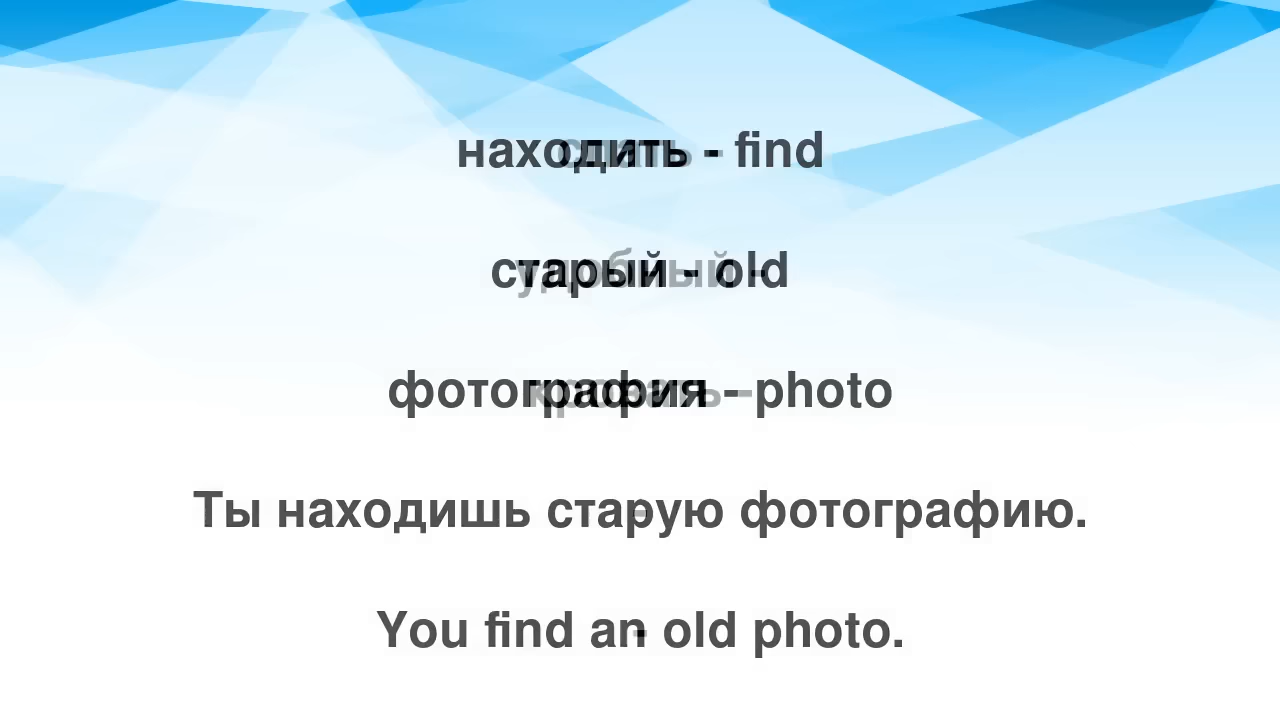 находить - find
старый - old
фотография - photo
Ты находишь старую фотографию.
You find an old photo.